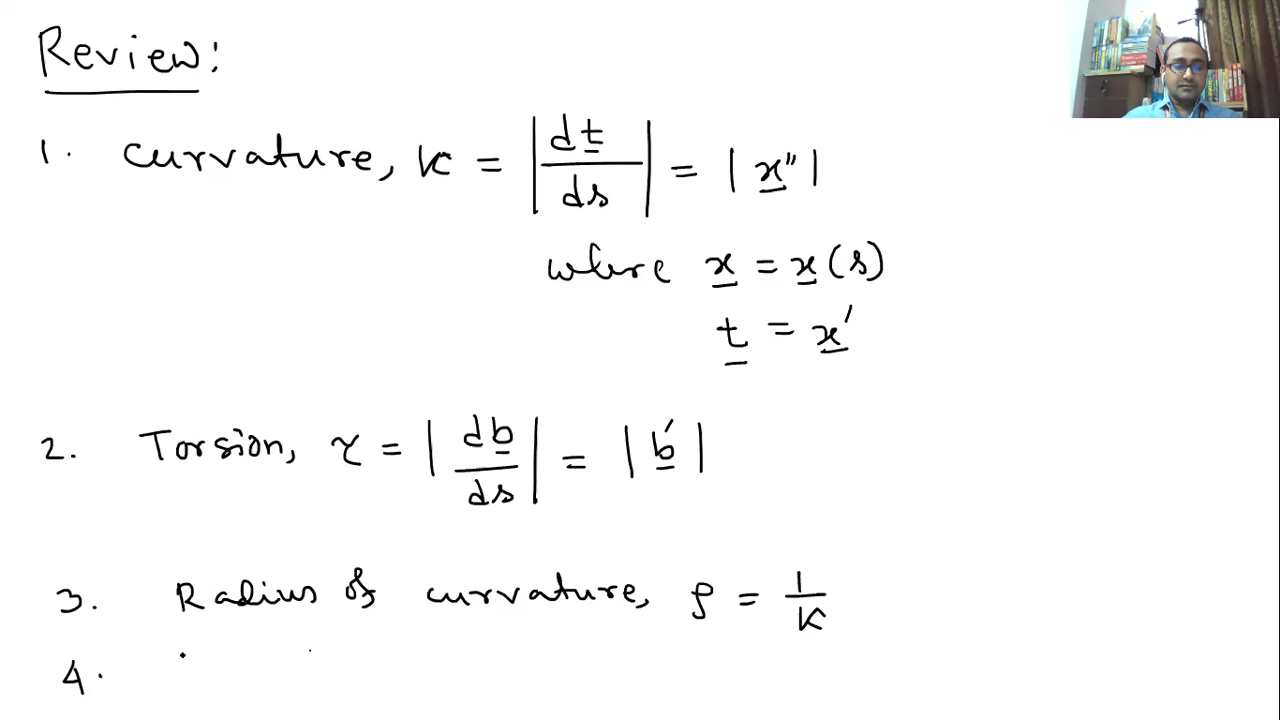 Review:
1. Curvature, κ = |dt/ds| = |x''|
where x = x(s)
t = x'
2. Torsion, τ = |db/ds| = |b'|
3. Radius of curvature, ρ = 1/κ
4.